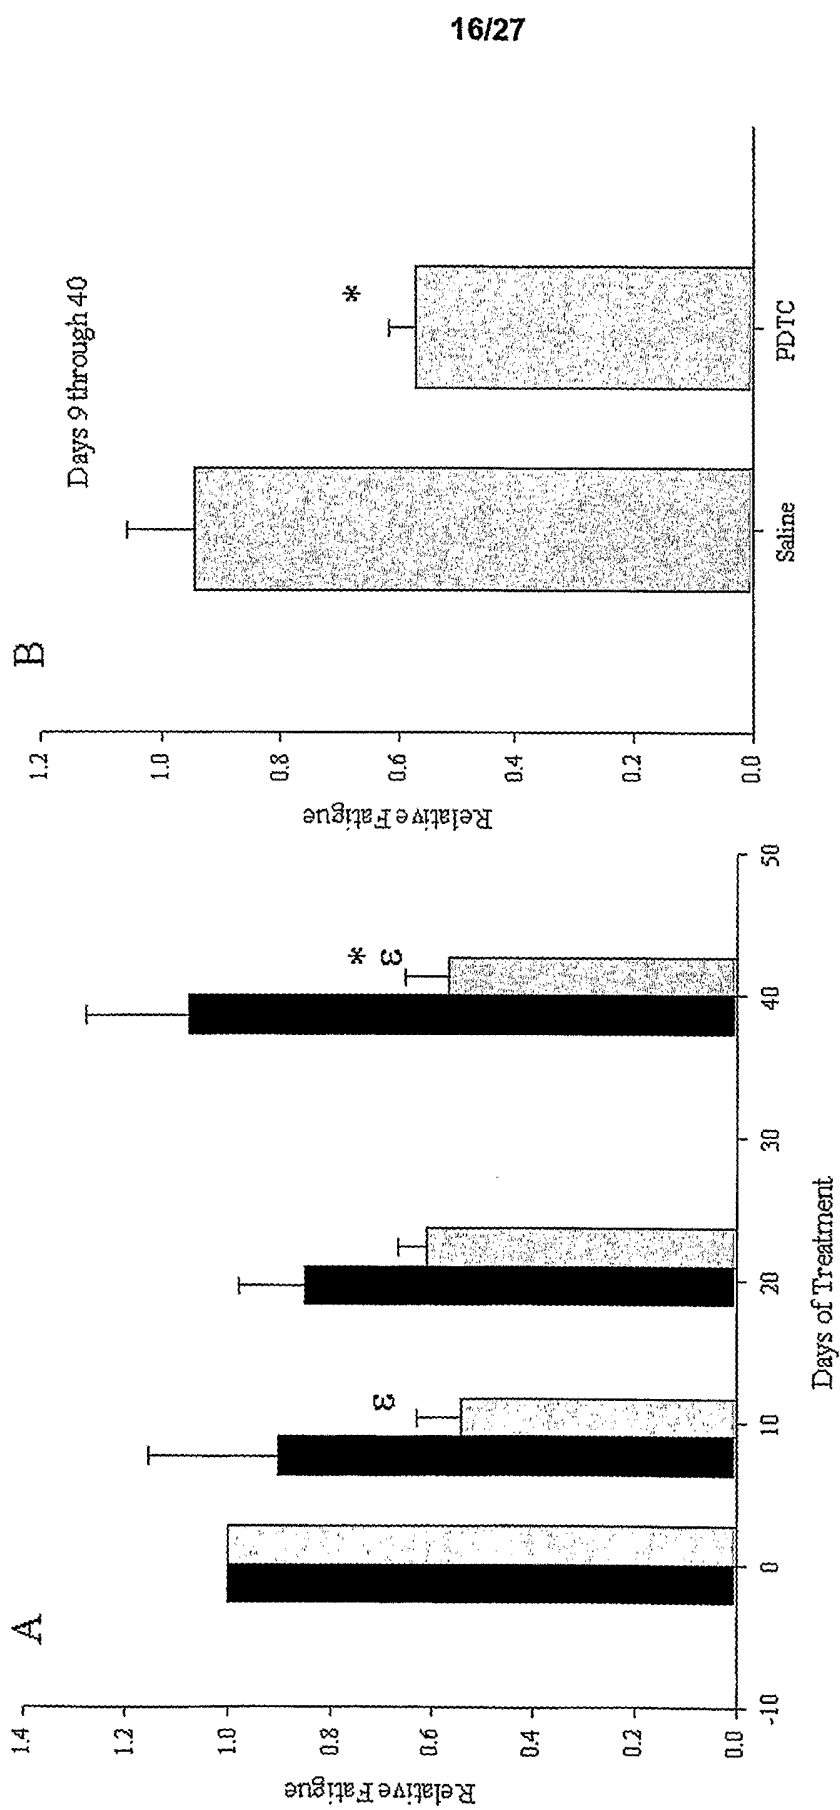 16/27
A
Relative Fatigue
1.4
1.2
1.0
0.8
0.6
0.4
0.2
0.0
-10
0
10
20
30
40
50
Days of Treatment
ω
ω
*
B
Days 9 through 40
Relative Fatigue
1.2
1.0
0.8
0.6
0.4
0.2
0.0
Saline
PDTC
*